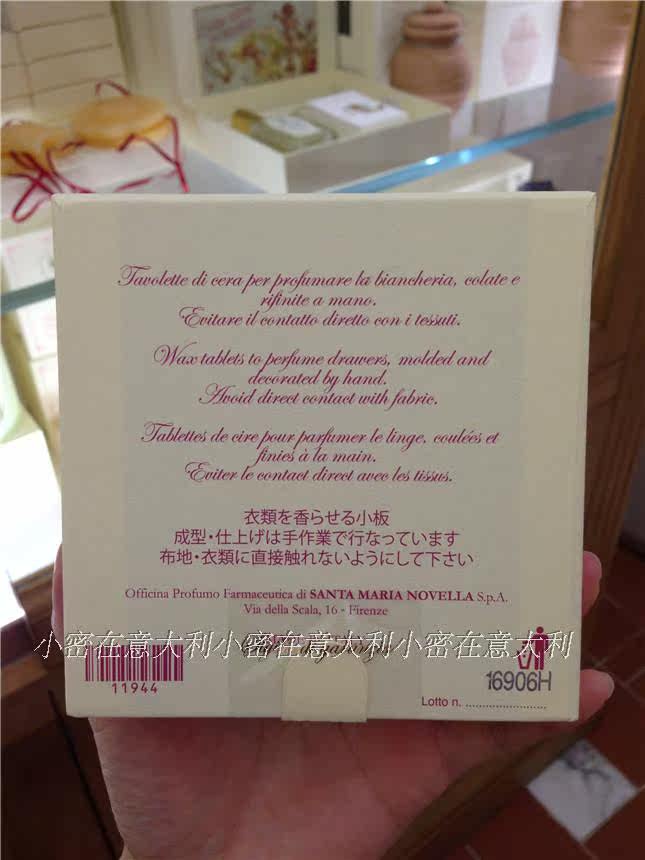 Tavolette di cera per profumare la biancheria, colate e
rifinite a mano.
Evitare il contatto diretto con i tessuti.
Wax tablets to perfume drawers, molded and
decorated by hand.
Avoid direct contact with fabric.
Tablettes de cire pour parfumer le linge, coulées et
finies à la main.
Eviter le contact direct avec les tissus.
衣類を香らせる小板
成型・仕上げは手作業で行なっています
布地・衣類に直接触れないようにして下さい
Officina Profumo Farmaceutica di SANTA MARIA NOVELLA S.p.A.
Via della Scala, 16 - Firenze
小密在意大利小密在意大利小密在意大利
11944
16906H
Lotto n. ........................